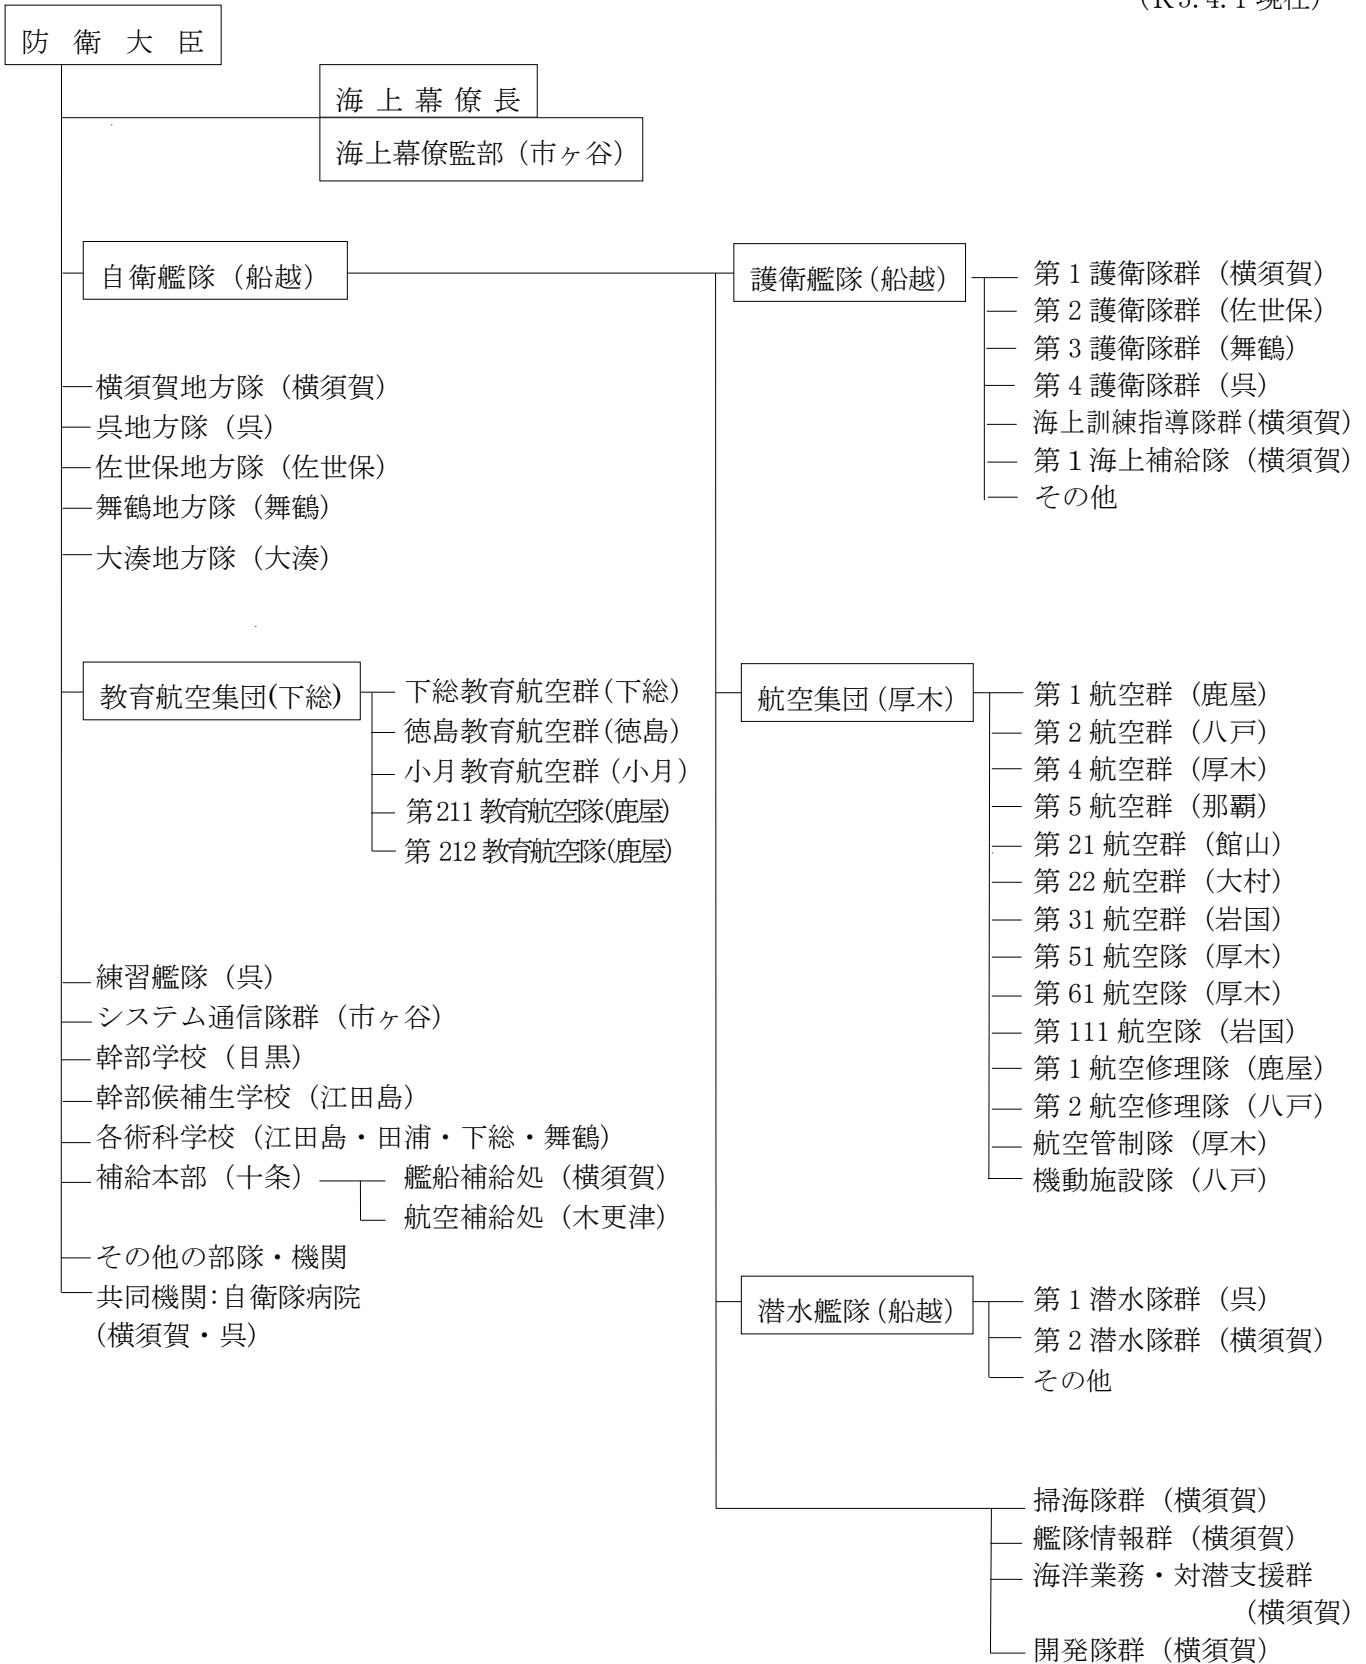 防衛大臣
海上幕僚長
海上幕僚監部（市ヶ谷）
自衛艦隊（船越）
横須賀地方隊（横須賀）
呉地方隊（呉）
佐世保地方隊（佐世保）
舞鶴地方隊（舞鶴）
大湊地方隊（大湊）
教育航空集団(下総)
下総教育航空群(下総)
徳島教育航空群(徳島)
小月教育航空群(小月)
第211教育航空隊(鹿屋)
第212教育航空隊(鹿屋)
練習艦隊（呉）
システム通信隊群（市ヶ谷）
幹部学校（目黒）
幹部候補生学校（江田島）
各術科学校（江田島・田浦・下総・舞鶴）
補給本部（十条）
艦船補給処（横須賀）
航空補給処（木更津）
その他の部隊・機関
共同機関:自衛隊病院
（横須賀・呉）
護衛艦隊(船越)
第1護衛隊群（横須賀）
第2護衛隊群（佐世保）
第3護衛隊群（舞鶴）
第4護衛隊群（呉）
海上訓練指導隊群(横須賀)
第1海上補給隊（横須賀）
その他
航空集団(厚木)
第1航空群（鹿屋）
第2航空群（八戸）
第4航空群（厚木）
第5航空群（那覇）
第21航空群（館山）
第22航空群（大村）
第31航空群（岩国）
第51航空隊（厚木）
第61航空隊（厚木）
第111航空隊（岩国）
第1航空修理隊（鹿屋）
第2航空修理隊（八戸）
航空管制隊（厚木）
機動施設隊（八戸）
潜水艦隊(船越)
第1潜水隊群（呉）
第2潜水隊群（横須賀）
その他
掃海隊群（横須賀）
艦隊情報群（横須賀）
海洋業務・対潜支援群
（横須賀）
開発隊群（横須賀）